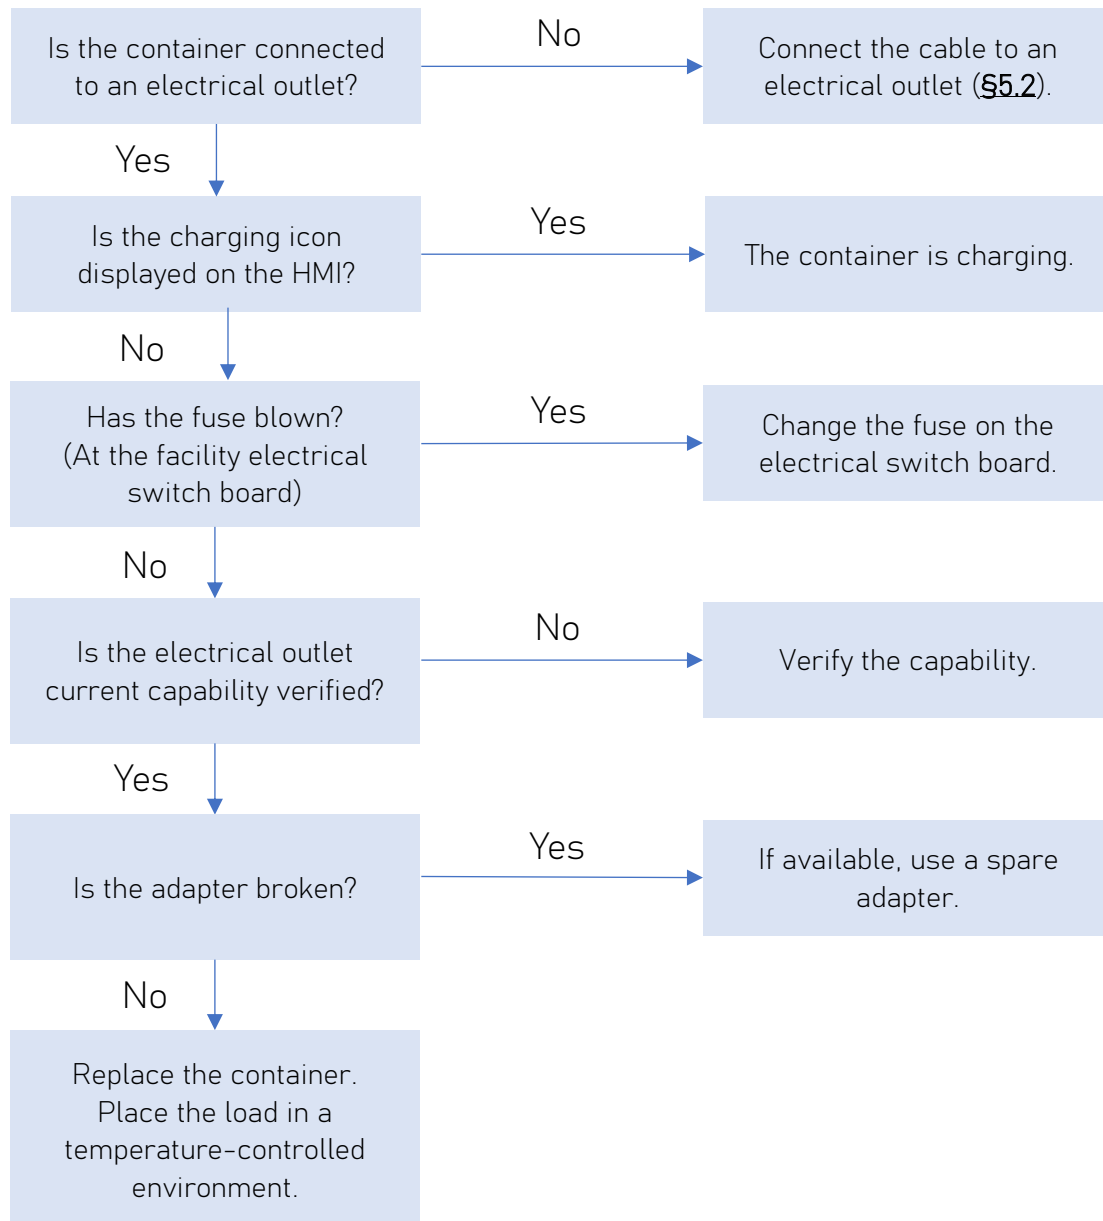 Is the container connected
to an electrical outlet?
No
Connect the cable to an
electrical outlet (§5.2).
Yes
Is the charging icon
displayed on the HMI?
Yes
The container is charging.
No
Has the fuse blown?
(At the facility electrical
switch board)
Yes
Change the fuse on the
electrical switch board.
No
Is the electrical outlet
current capability verified?
No
Verify the capability.
Yes
Is the adapter broken?
Yes
If available, use a spare
adapter.
No
Replace the container.
Place the load in a
temperature-controlled
environment.